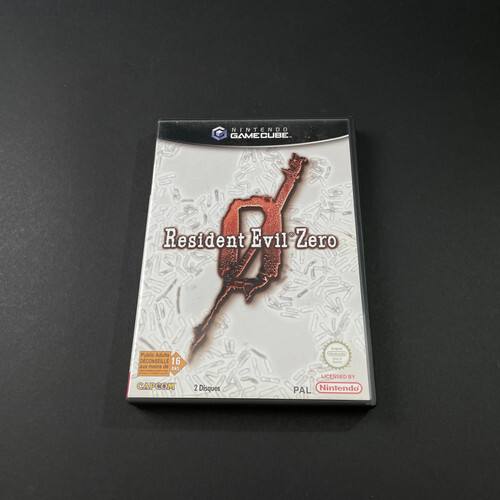 NINTENDO
GAMECUBE™
Resident Evil® Zero
Public Adulte
DÉCONSEILLÉ
aux moins de
16
ANS
CAPCOM
2 Disques
PAL
LICENSED BY
Nintendo